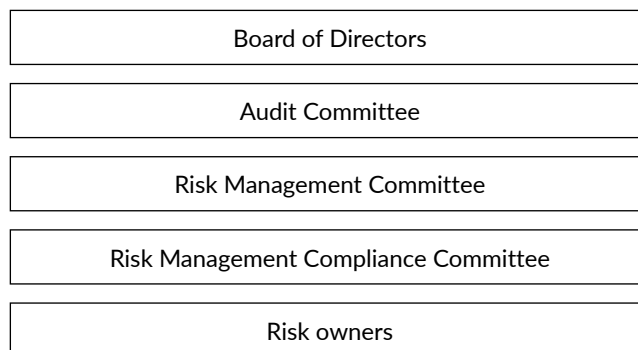 Board of Directors
Audit Committee
Risk Management Committee
Risk Management Compliance Committee
Risk owners